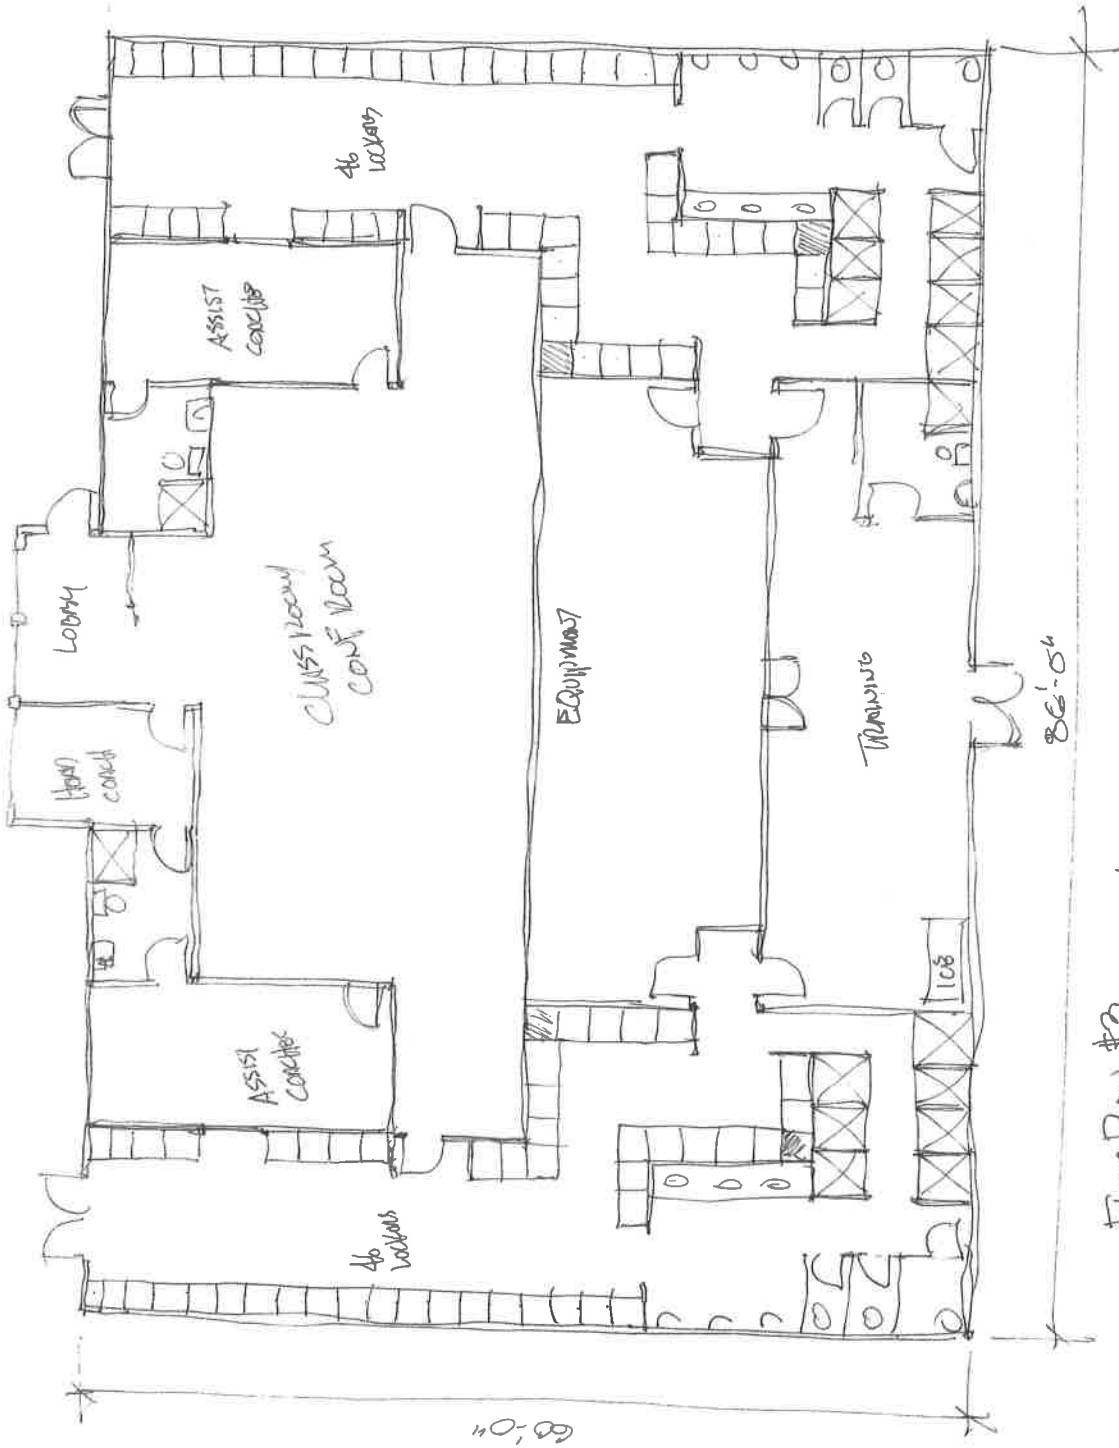 HEAD
COACH
LOBBY
ASSIST
COACHES
ASSIST
COACHES
CLASSROOM/
CONF ROOM
46
LOCKERS
46
LOCKERS
60'-0"
EQUIPMENT
TRAINING
108
86'-0"